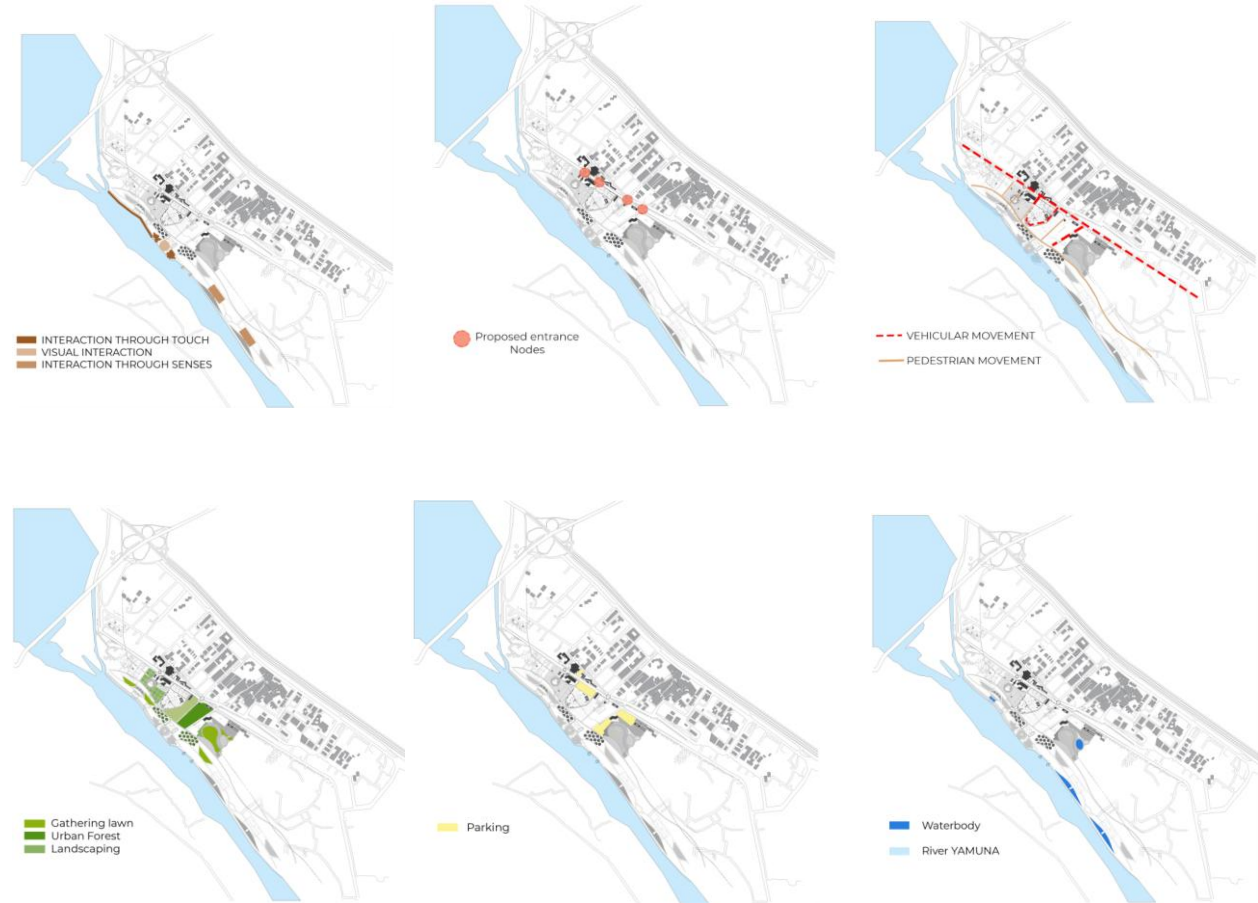 INTERACTION THROUGH TOUCH
VISUAL INTERACTION
INTERACTION THROUGH SENSES
Proposed entrance
Nodes
VEHICULAR MOVEMENT
PEDESTRIAN MOVEMENT
Gathering lawn
Urban Forest
Landscaping
Parking
Waterbody
River YAMUNA